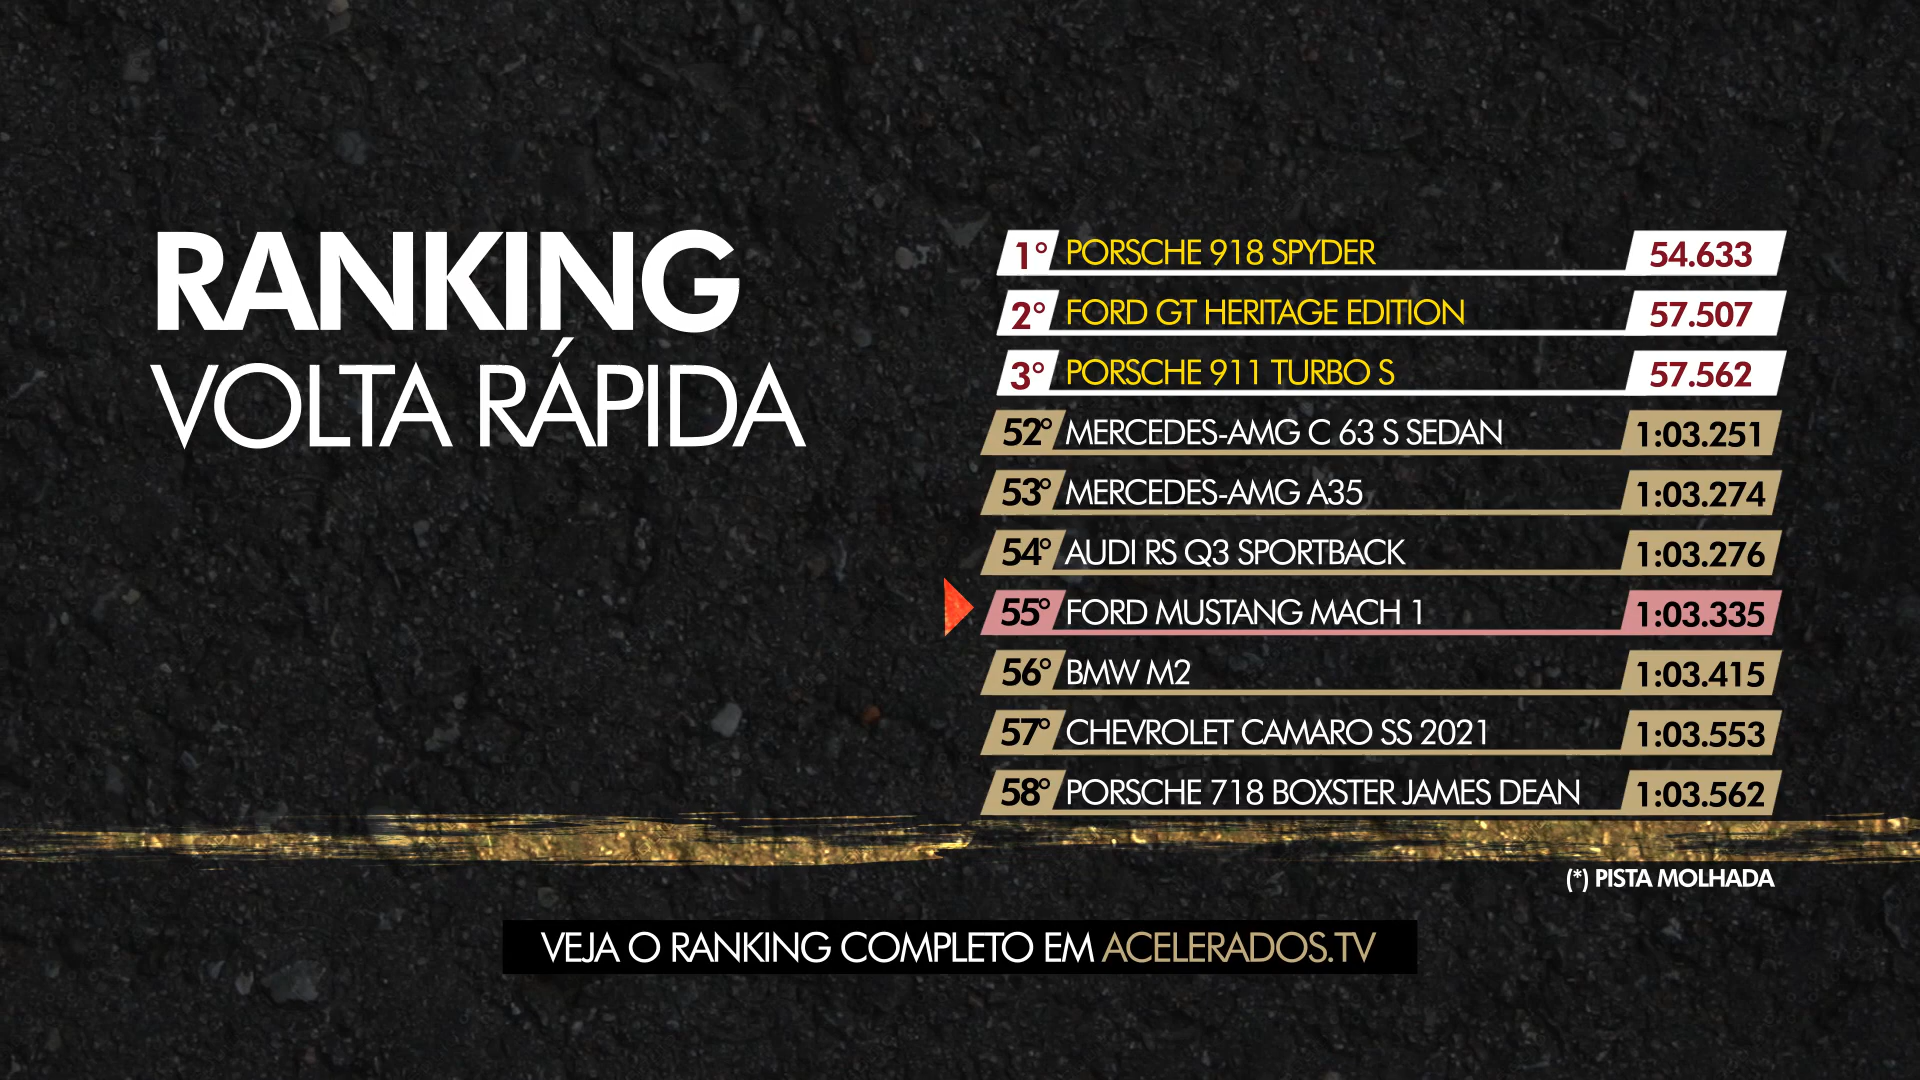 RANKING
VOLTA RÁPIDA
1° PORSCHE 918 SPYDER 54.633
2° FORD GT HERITAGE EDITION 57.507
3° PORSCHE 911 TURBO S 57.562
52° MERCEDES-AMG C 63 S SEDAN 1:03.251
53° MERCEDES-AMG A35 1:03.274
54° AUDI RS Q3 SPORTBACK 1:03.276
55° FORD MUSTANG MACH 1 1:03.335
56° BMW M2 1:03.415
57° CHEVROLET CAMARO SS 2021 1:03.553
58° PORSCHE 718 BOXSTER JAMES DEAN 1:03.562
(*) PISTA MOLHADA
VEJA O RANKING COMPLETO EM ACELERADOS.TV